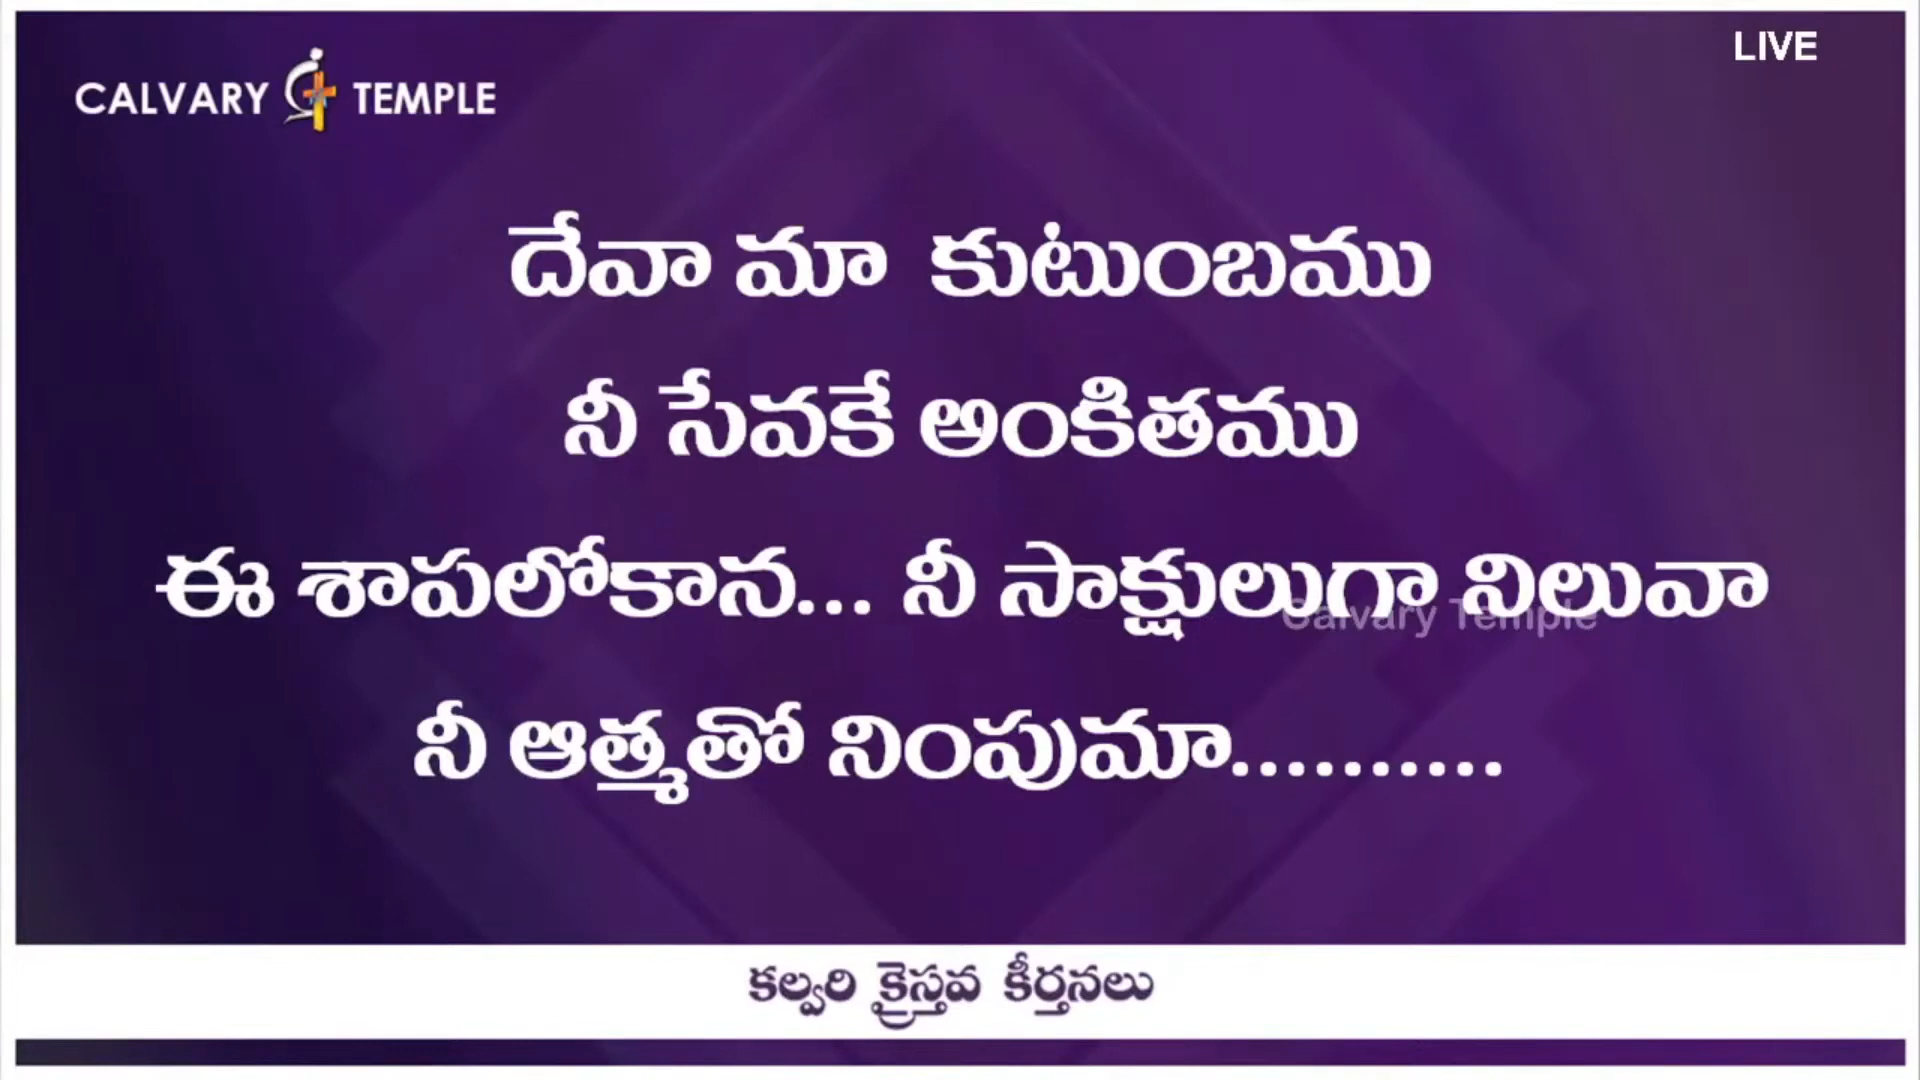 CALVARY TEMPLE
LIVE
దేవా మా కుటుంబము
నీ సేవకే అంకితము
ఈ శాపలోకాన... నీ సాక్షులుగా నిలువా
Calvary Temple
నీ ఆత్మతో నింపుమా..........
కల్వరి క్రైస్తవ కీర్తనలు